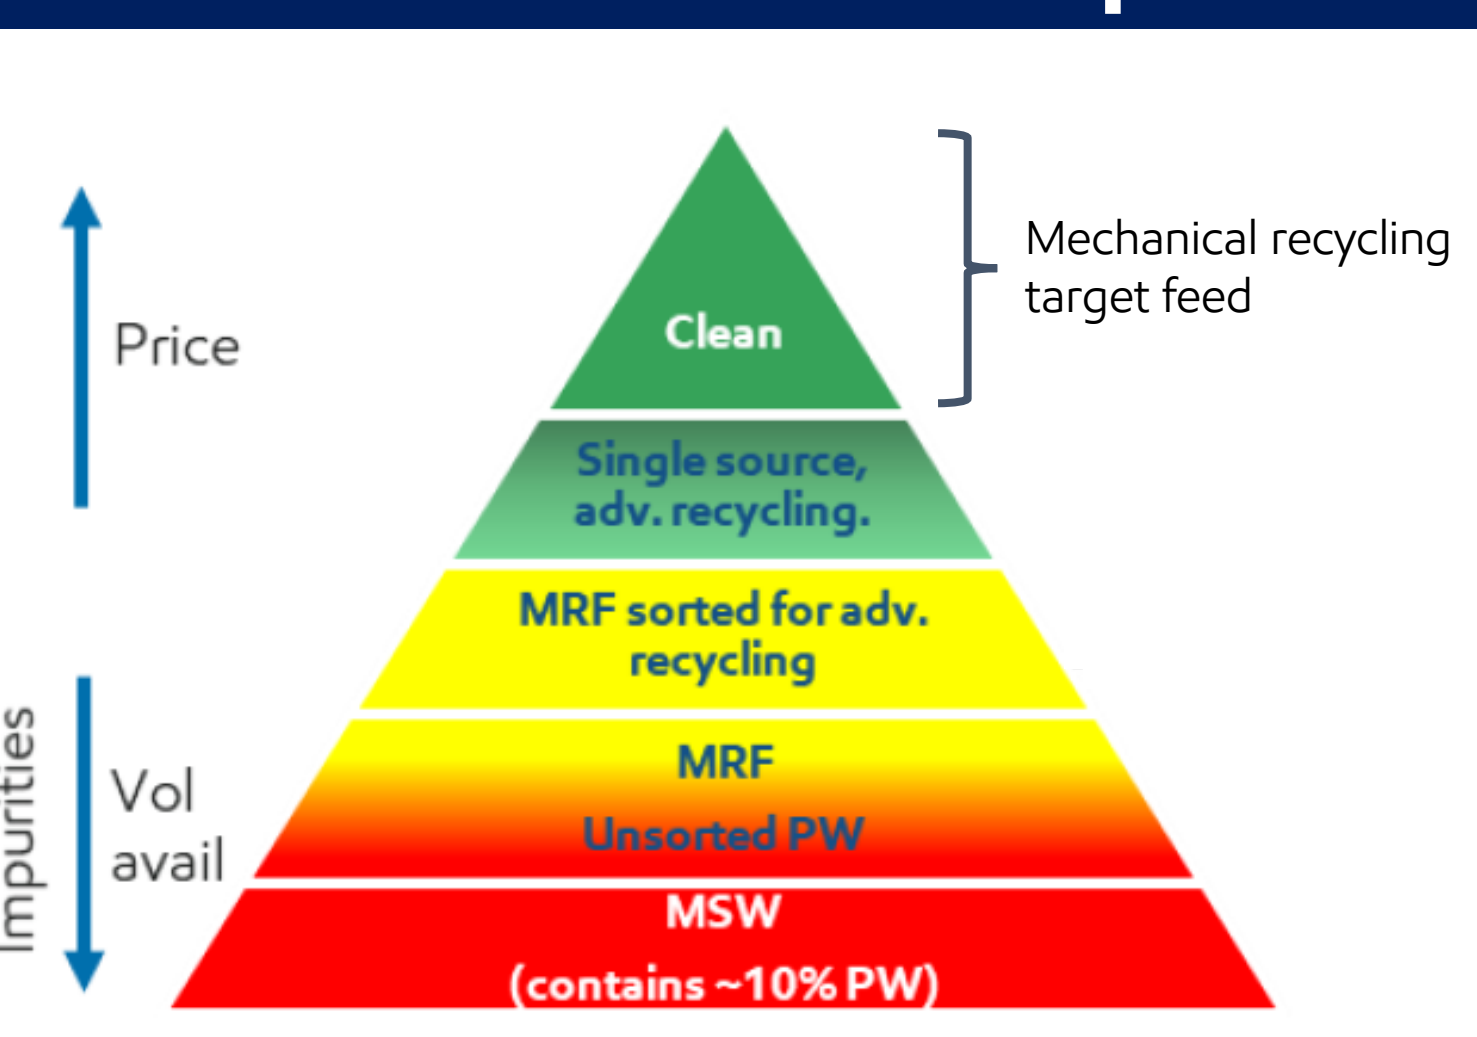 Mechanical recycling
target feed
Price
Clean
Single source,
adv. recycling.
MRF sorted for adv.
recycling
Impurities
Vol
avail
MRF
Unsorted PW
MSW
(contains ~10% PW)